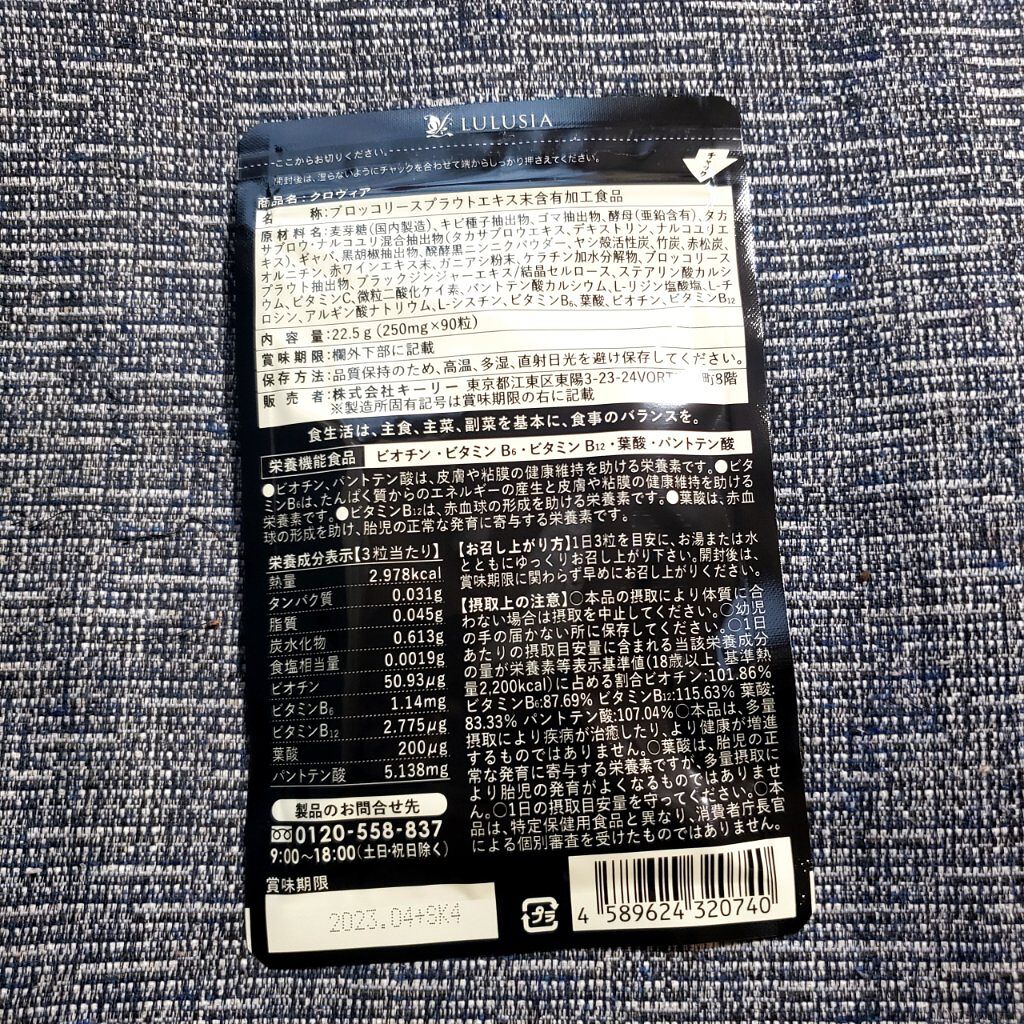 LULUSIA
ここからお切りください。
開封後は、湿らないようにチャックを合わせて端からしっかり押さえてください。
チャック
商品名：クロヴィア
名　　称：ブロッコリースプラウトエキス末含有加工食品
原材料名：麦芽糖（国内製造）、キビ種子抽出物、ゴマ抽出物、酵母（亜鉛含有）、タカ
サブロウ・ナルコユリ混合抽出物（タカサブロウエキス、デキストリン、ナルコユリエ
キス）、ギャバ、黒胡椒抽出物、醗酵黒ニンニクパウダー、ヤシ殻活性炭、竹炭、赤松炭、
オルニチン、赤ワインエキス末、ガニアシ粉末、ケラチン加水分解物、ブロッコリース
プラウト抽出物、ブラックジンジャーエキス/結晶セルロース、ステアリン酸カルシ
ウム、ビタミンC、微粒二酸化ケイ素、パントテン酸カルシウム、L-リジン塩酸塩、L-チ
ロシン、アルギン酸ナトリウム、L-シスチン、ビタミンB₆、葉酸、ビオチン、ビタミンB₁₂
内　容　量：22.5g（250mg×90粒）
賞味期限：欄外下部に記載
保存方法：品質保持のため、高温、多湿、直射日光を避け保存してください。
販　売　者：株式会社キーリー 東京都江東区東陽3-23-24VORT 町8階
※製造所固有記号は賞味期限の右に記載
食生活は、主食、主菜、副菜を基本に、食事のバランスを。
栄養機能食品 ビオチン・ビタミン B₆・ビタミン B₁₂・葉酸・パントテン酸
●ビオチン、パントテン酸は、皮膚や粘膜の健康維持を助ける栄養素です。●ビタ
ミンB₆は、たんぱく質からのエネルギーの産生と皮膚や粘膜の健康維持を助ける
栄養素です。●ビタミンB₁₂は、赤血球の形成を助ける栄養素です。●葉酸は、赤血
球の形成を助け、胎児の正常な発育に寄与する栄養素です。
栄養成分表示【3粒当たり】
熱量 2.978kcal
タンパク質 0.031g
脂質 0.045g
炭水化物 0.613g
食塩相当量 0.0019g
ビオチン 50.93μg
ビタミンB₆ 1.14mg
ビタミンB₁₂ 2.775μg
葉酸 200μg
パントテン酸 5.138mg
【お召し上がり方】1日3粒を目安に、お湯または水
とともにゆっくりお召し上がり下さい。開封後は、
賞味期限に関わらず早めにお召し上がりください。
【摂取上の注意】○本品の摂取により体質に合
わない場合は摂取を中止してください。○幼児
の手の届かない所に保存してください。○1日
あたりの摂取目安量に含まれる当該栄養成分
の量が栄養素等表示基準値（18歳以上、基準熱
量2,200kcal）に占める割合ビオチン:101.86%
ビタミンB₆:87.69% ビタミンB₁₂:115.63% 葉酸:
83.33% パントテン酸:107.04%○本品は、多量
摂取により疾病が治癒したり、より健康が増進
するものではありません。○葉酸は、胎児の正
常な発育に寄与する栄養素ですが、多量摂取に
より胎児の発育がよくなるものではありませ
ん。○1日の摂取目安量を守ってください。○本
品は、特定保健用食品と異なり、消費者庁長官
による個別審査を受けたものではありません。
製品のお問合せ先
0120-558-837
9:00〜18:00（土日・祝日除く）
賞味期限
2023.04+8K4
プラ
4 589624 320740